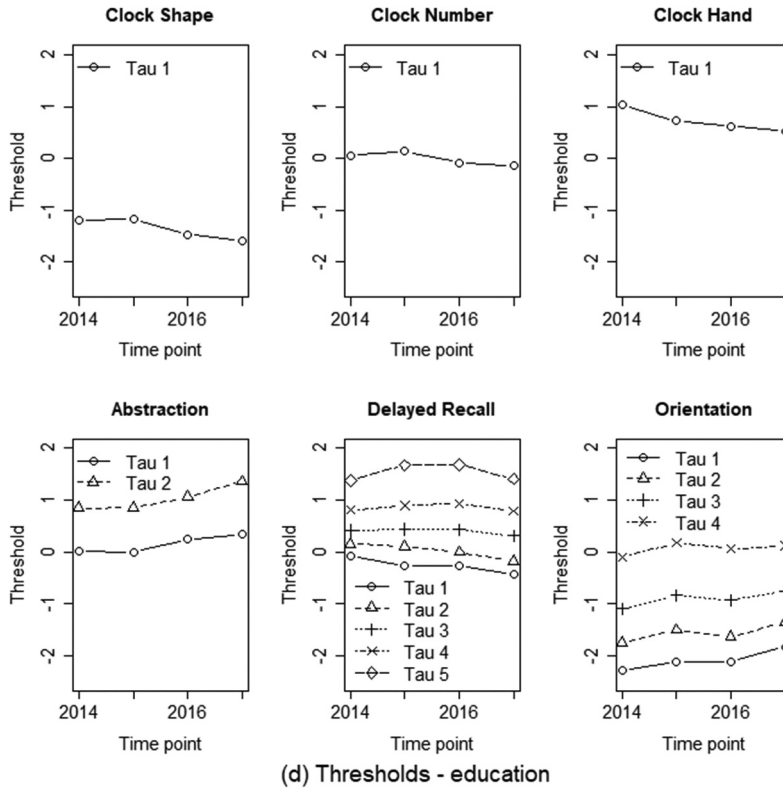 Clock Shape
Threshold
2
1
0
-1
-2
Tau 1
2014
2016
Time point
Clock Number
Threshold
2
1
0
-1
-2
Tau 1
2014
2016
Time point
Clock Hand
Threshold
2
1
0
-1
-2
Tau 1
2014
2016
Time point
Abstraction
Threshold
2
1
0
-1
-2
Tau 1
Tau 2
2014
2016
Time point
Delayed Recall
Threshold
2
1
0
-1
-2
Tau 1
Tau 2
Tau 3
Tau 4
Tau 5
2014
2016
Time point
Orientation
Threshold
2
1
0
-1
-2
Tau 1
Tau 2
Tau 3
Tau 4
2014
2016
Time point
(d) Thresholds - education